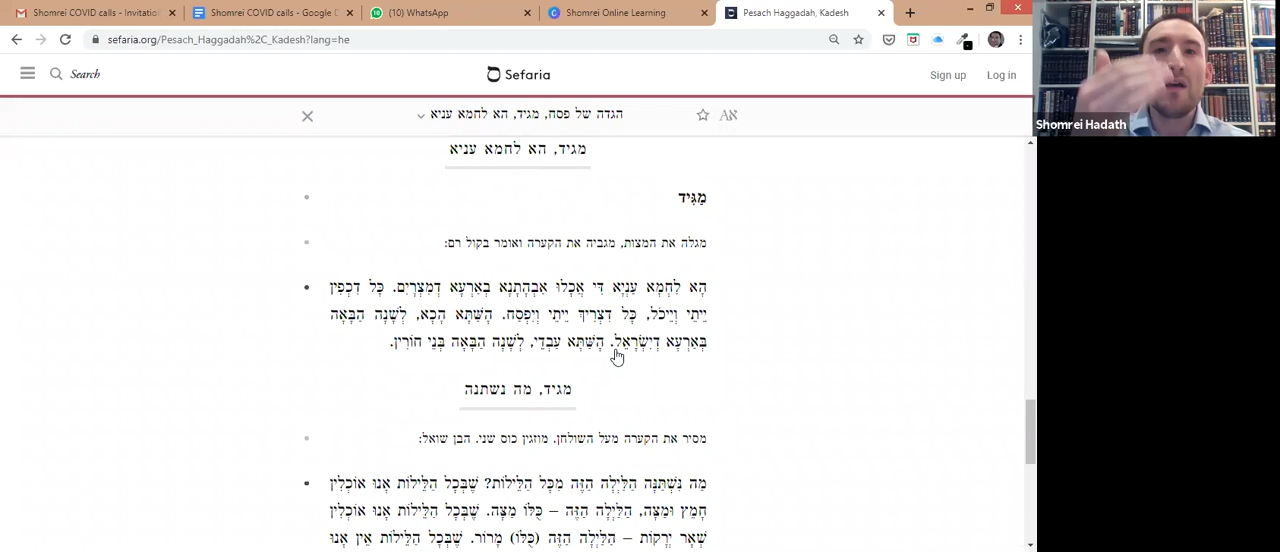 Shomrei COVID calls - Invitation
Shomrei COVID calls - Google D
(10) WhatsApp
Shomrei Online Learning
Pesach Haggadah, Kadesh
sefaria.org/Pesach_Haggadah%2C_Kadesh?lang=he
Search
Sefaria
Sign up
Log in
Shomrei Hadath
הגדה של פסח, מגיד, הא לחמא עניא
אA
מגיד, הא לחמא עניא
מַגִּיד
מגלה את המצות, מגביה את הקערה ואומר בקול רם:
הָא לַחְמָא עַנְיָא דִּי אֲכָלוּ אַבְהָתָנָא בְאַרְעָא דְמִצְרָיִם. כָּל דִכְפִין
יֵיתֵי וְיֵיכֹל, כָּל דִצְרִיךְ יֵיתֵי וְיִפְסַח. הָשַּׁתָּא הָכָא, לְשָׁנָה הַבָּאָה
בְּאַרְעָא דְיִשְׂרָאֵל. הָשַּׁתָּא עַבְדֵי, לְשָׁנָה הַבָּאָה בְּנֵי חוֹרִין.
מגיד, מה נשתנה
מסיר את הקערה מעל השולחן. מוזגין כוס שני. הבן שואל:
מַה נִּשְׁתַּנָּה הַלַּיְלָה הַזֶּה מִכָּל הַלֵּילוֹת? שֶׁבְּכָל הַלֵּילוֹת אָנוּ אוֹכְלִין
חָמֵץ וּמַצָּה, הַלַּיְלָה הַזֶּה – כֻּלּוֹ מַצָּה. שֶׁבְּכָל הַלֵּילוֹת אָנוּ אוֹכְלִין
שְׁאָר יְרָקוֹת – הַלַּיְלָה הַזֶּה (כֻּלּוֹ) מָרוֹר. שֶׁבְּכָל הַלֵּילוֹת אֵין אָנוּ